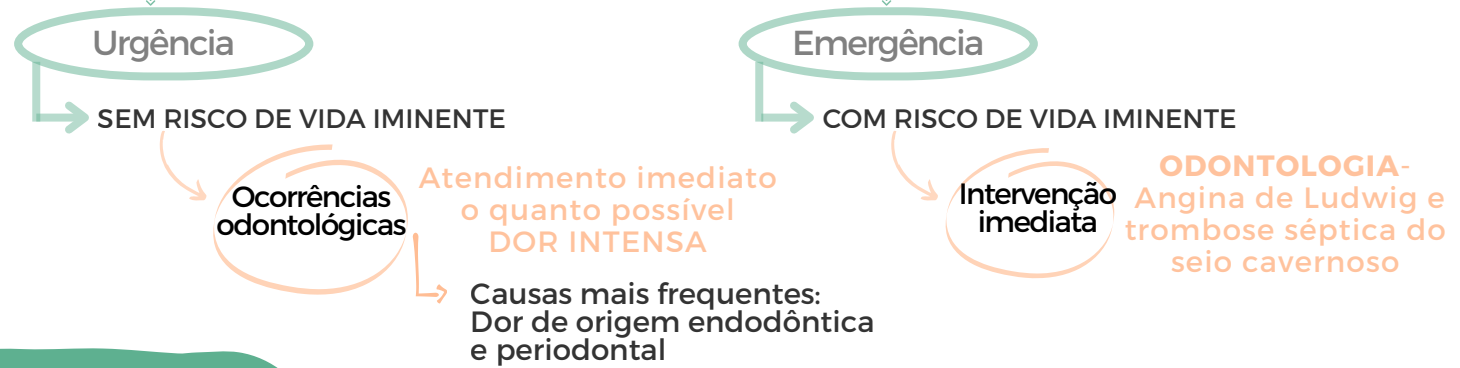 Urgência
SEM RISCO DE VIDA IMINENTE
Ocorrências
odontológicas
Atendimento imediato
o quanto possível
DOR INTENSA
Causas mais frequentes:
Dor de origem endodôntica
e periodontal
Emergência
COM RISCO DE VIDA IMINENTE
Intervenção
imediata
ODONTOLOGIA-
Angina de Ludwig e
trombose séptica do
seio cavernoso